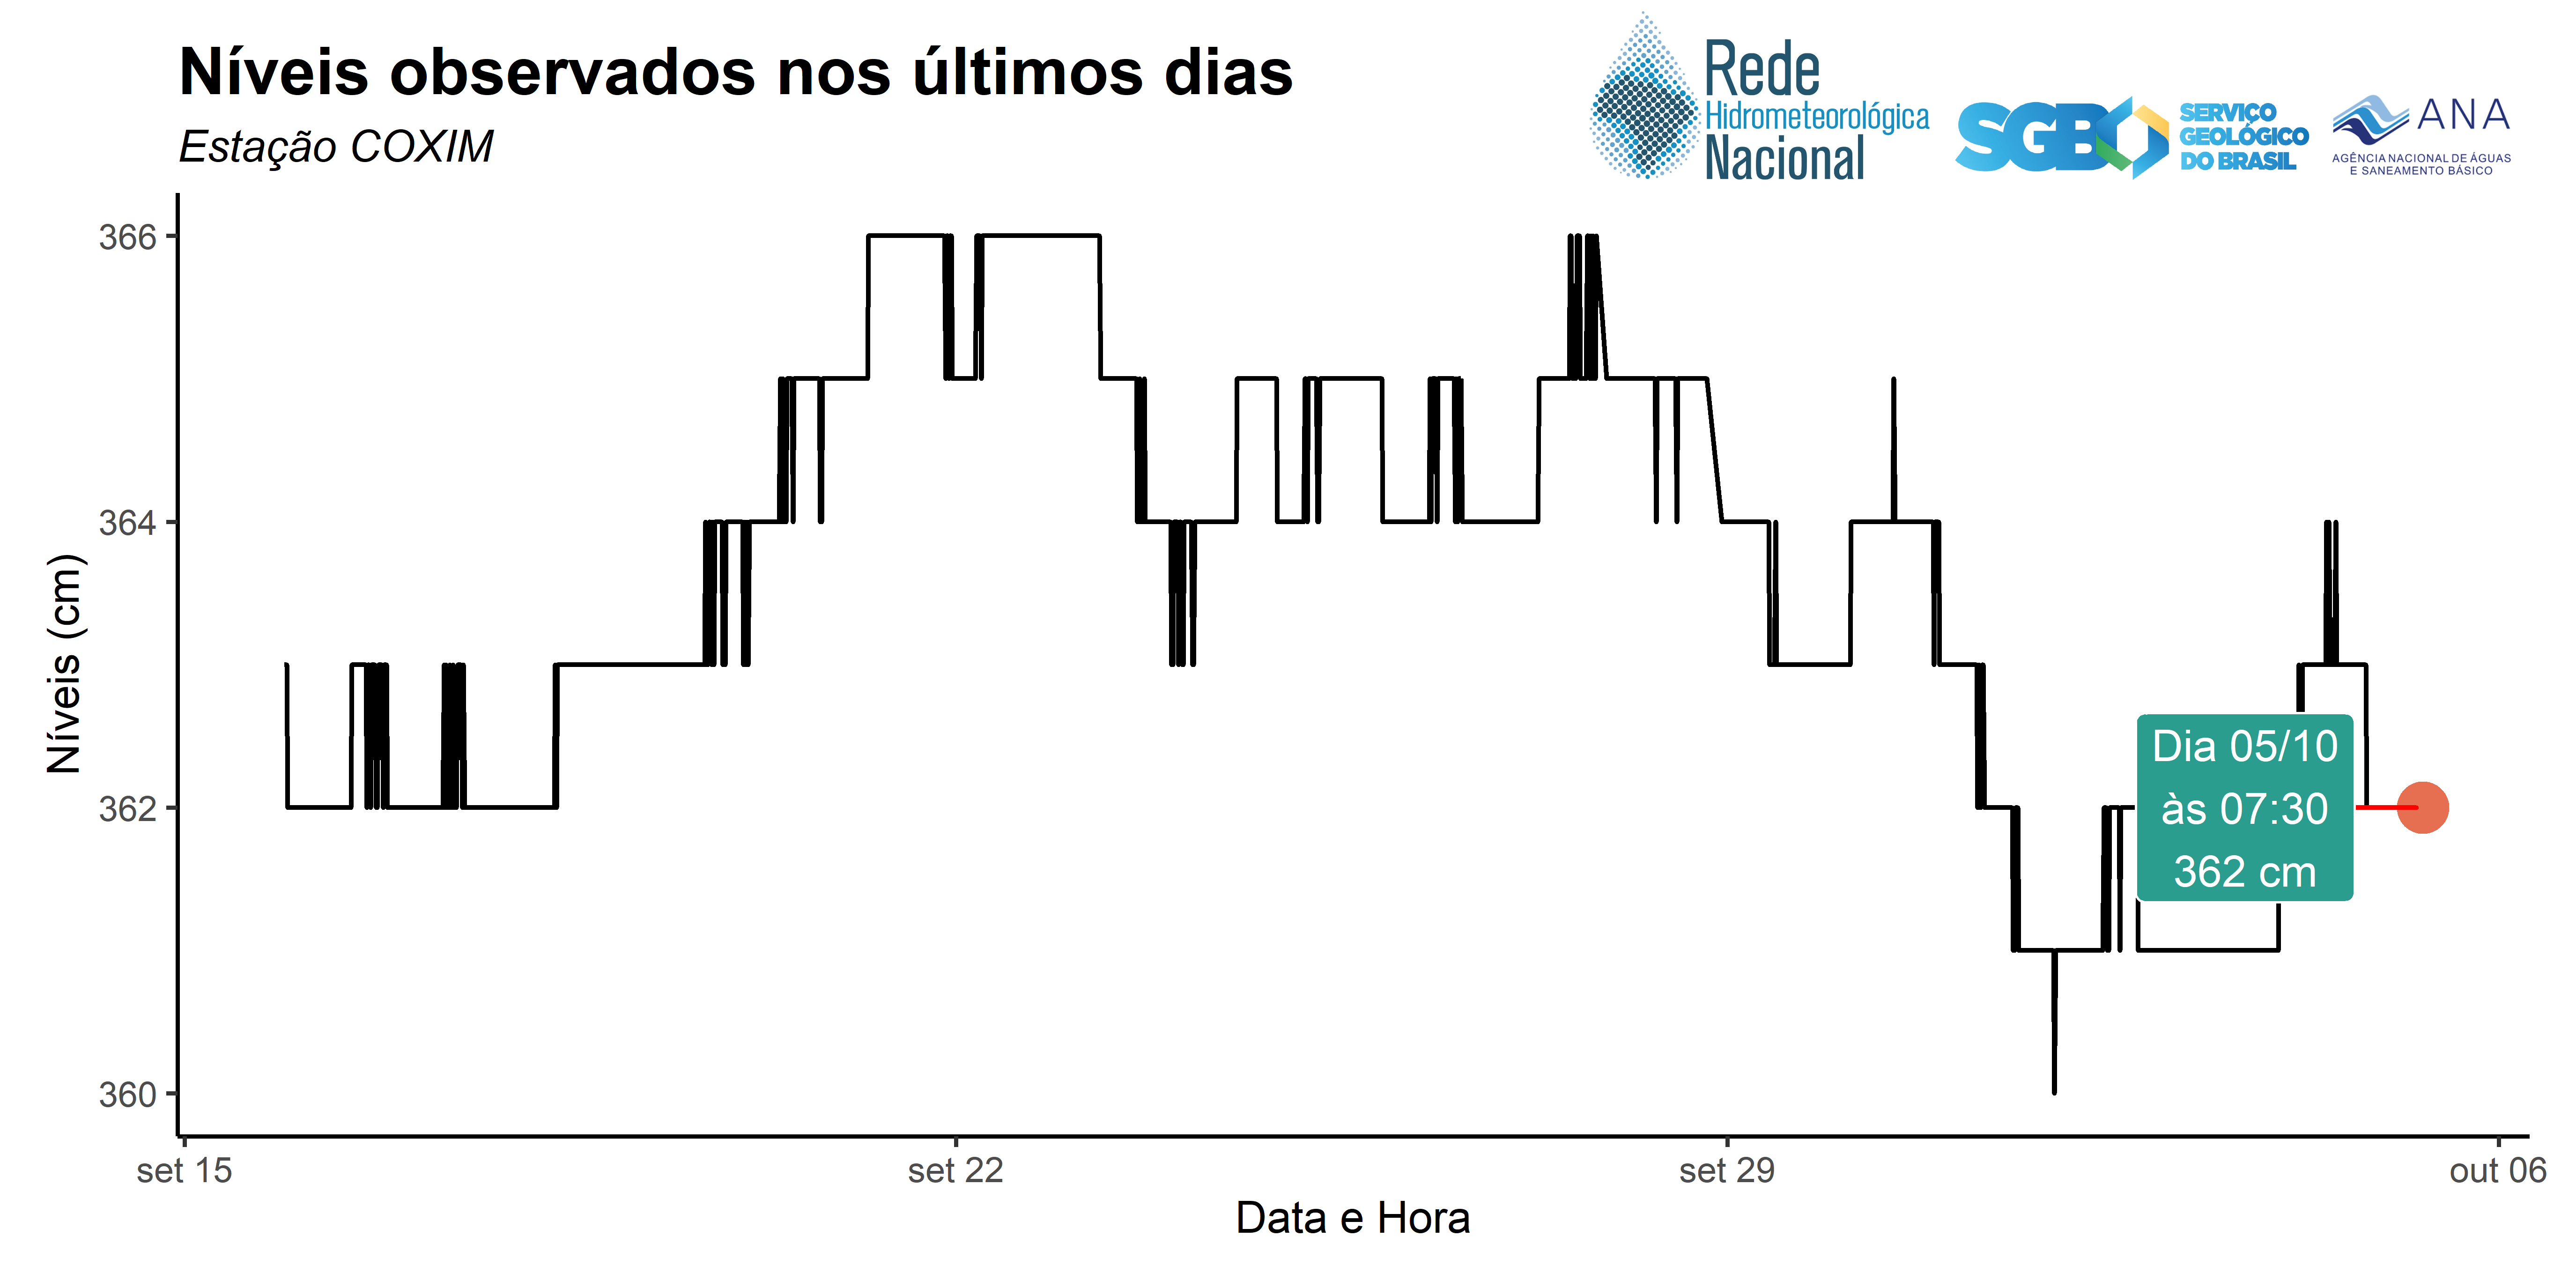 Níveis observados nos últimos dias
Estação COXIM
Rede
Hidrometeorológica
Nacional
SGB
SERVIÇO
GEOLÓGICO
DO BRASIL
ANA
AGÊNCIA NACIONAL DE ÁGUAS
E SANEAMENTO BÁSICO
Níveis (cm)
366
364
362
360
Dia 05/10
às 07:30
362 cm
set 15
set 22
set 29
out 06
Data e Hora